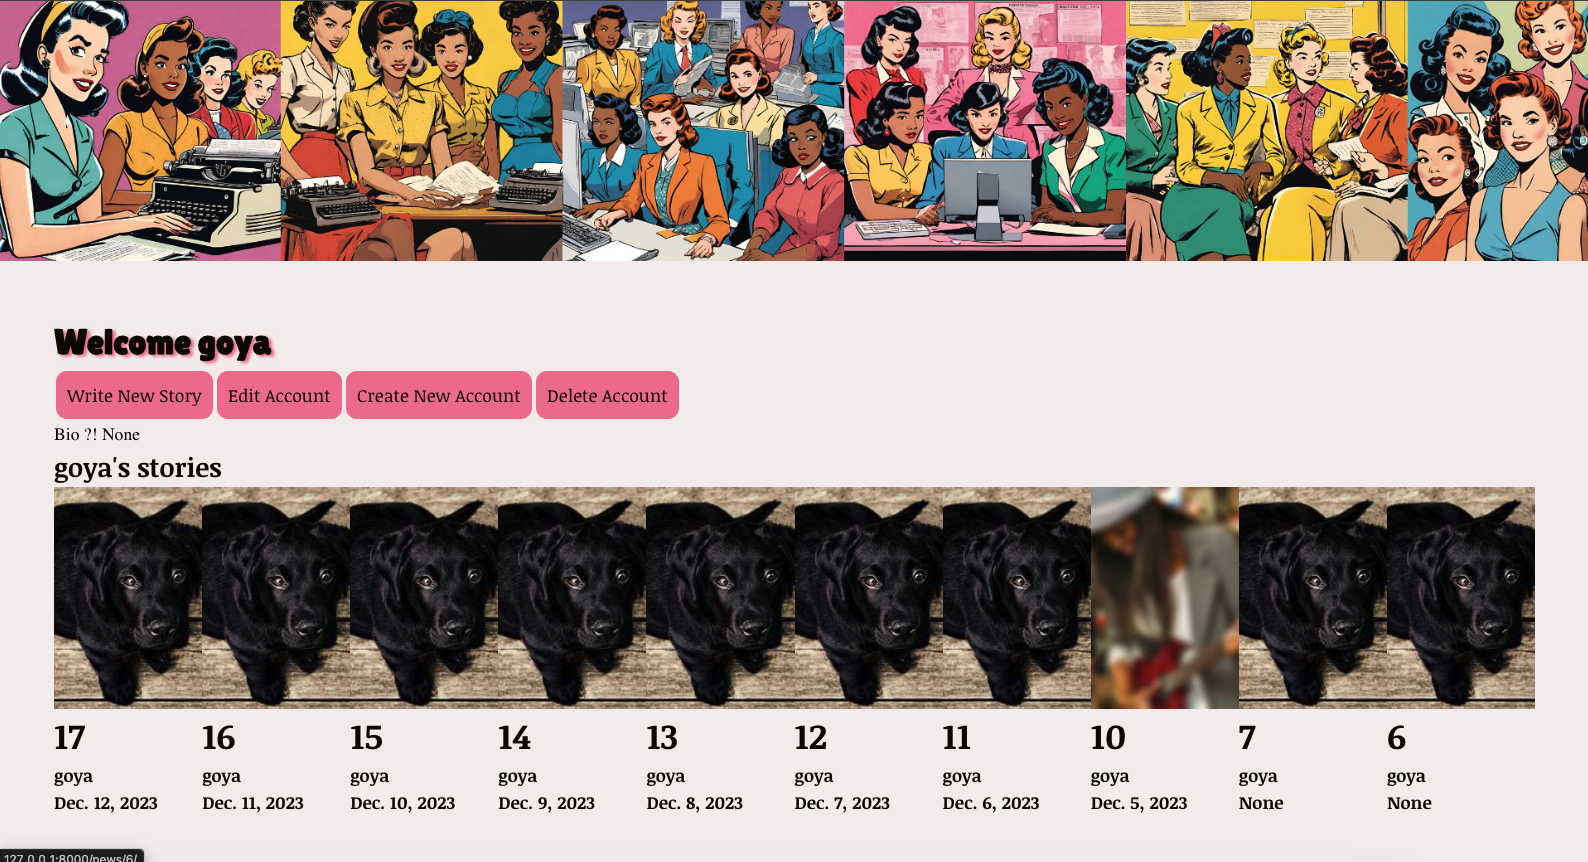 Welcome goya
Write New Story Edit Account Create New Account Delete Account
Bio ?! None
goya's stories
17 16 15 14 13 12 11 10 7 6
goya goya goya goya goya goya goya goya goya goya
Dec. 12, 2023 Dec. 11, 2023 Dec. 10, 2023 Dec. 9, 2023 Dec. 8, 2023 Dec. 7, 2023 Dec. 6, 2023 Dec. 5, 2023 None None
127.0.0.1:8000/news/6/